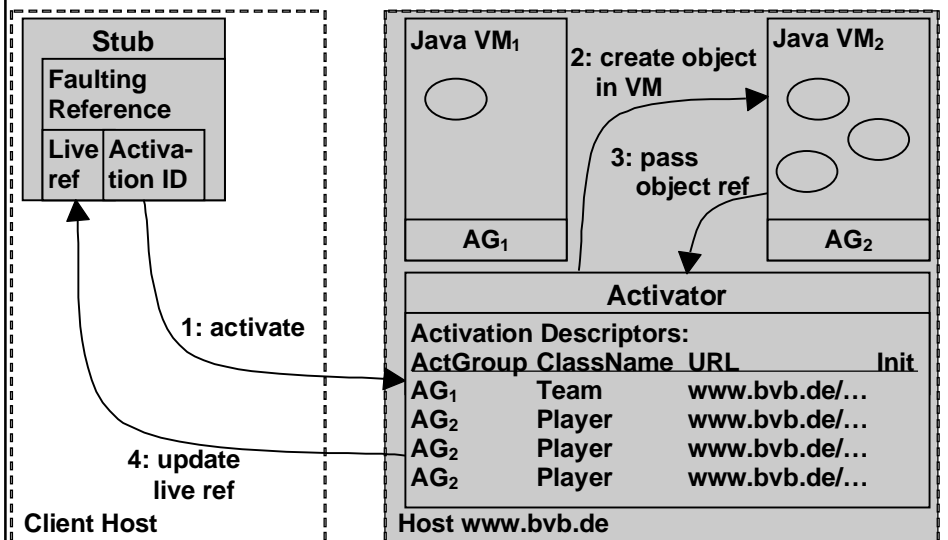 Stub
Faulting
Reference
Live
ref
Activa-
tion ID
1: activate
4: update
live ref
Client Host
Java VM₁
AG₁
2: create object
in VM
3: pass
object ref
Java VM₂
AG₂
Activator
Activation Descriptors:
ActGroup ClassName URL Init
AG₁ Team www.bvb.de/…
AG₂ Player www.bvb.de/…
AG₂ Player www.bvb.de/…
AG₂ Player www.bvb.de/…
Host www.bvb.de